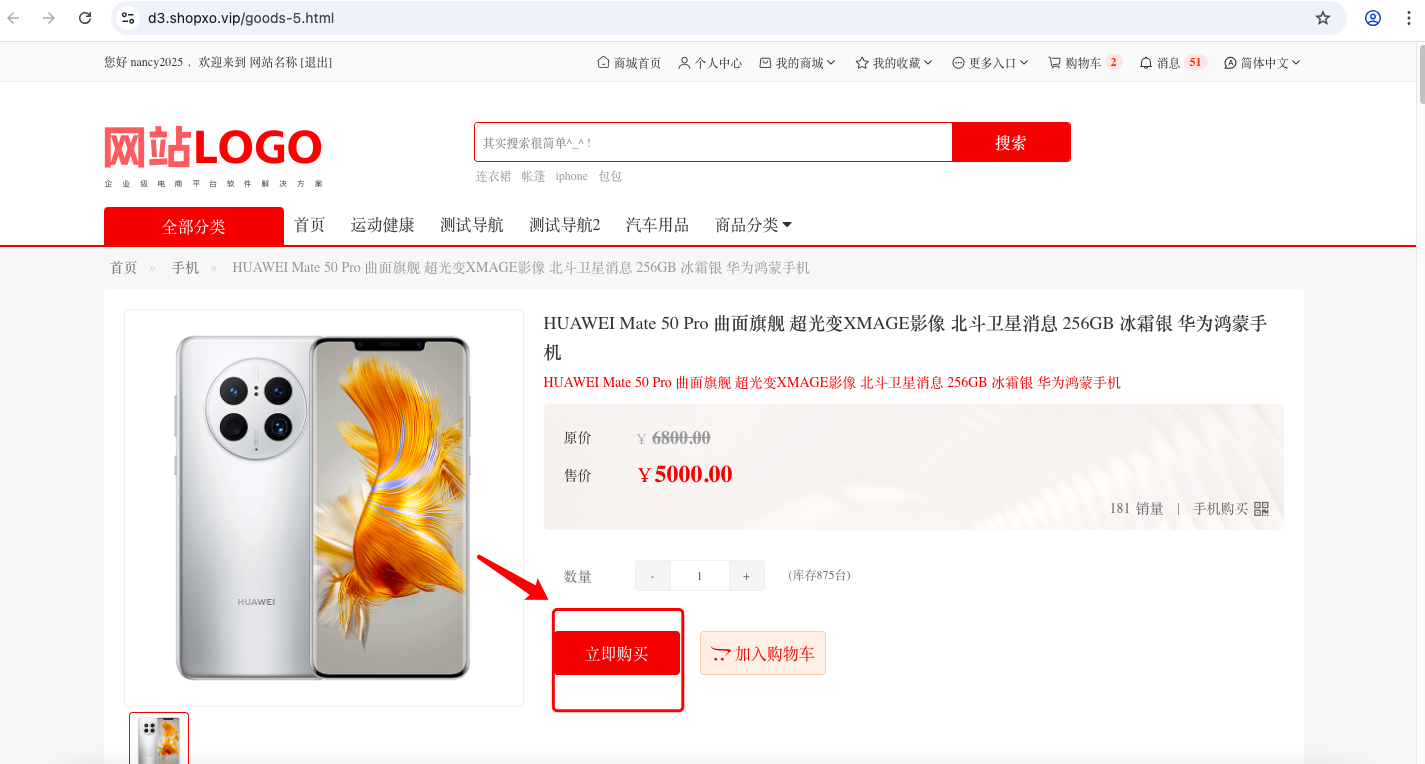 d3.shopxo.vip/goods-5.html
您好 nancy2025 ，欢迎来到 网站名称 [退出]
商城首页 个人中心 我的商城 我的收藏 更多入口 购物车 2 消息 51 简体中文
网站LOGO
企业级电商平台软件解决方案
其实搜索很简单^_^ !
搜索
连衣裙 帐篷 iphone 包包
全部分类 首页 运动健康 测试导航 测试导航2 汽车用品 商品分类
首页 » 手机 » HUAWEI Mate 50 Pro 曲面旗舰 超光变XMAGE影像 北斗卫星消息 256GB 冰霜银 华为鸿蒙手机
HUAWEI Mate 50 Pro 曲面旗舰 超光变XMAGE影像 北斗卫星消息 256GB 冰霜银 华为鸿蒙手
机
HUAWEI Mate 50 Pro 曲面旗舰 超光变XMAGE影像 北斗卫星消息 256GB 冰霜银 华为鸿蒙手机
原价 ￥ 6800.00
售价 ￥5000.00
181 销量 | 手机购买
数量 - 1 + (库存875台)
HUAWEI
立即购买 加入购物车